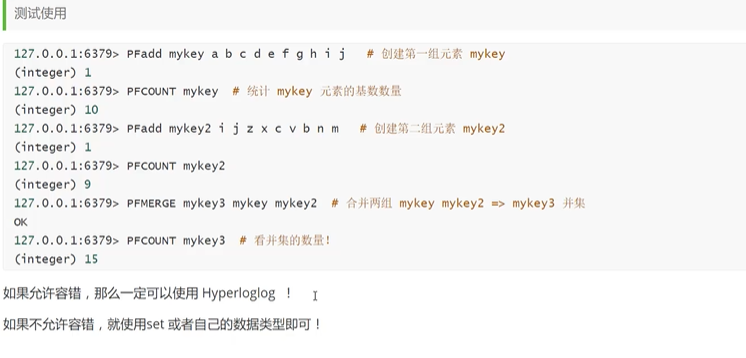 测试使用
127.0.0.1:6379> PFadd mykey a b c d e f g h i j   # 创建第一组元素 mykey
(integer) 1
127.0.0.1:6379> PFCOUNT mykey  # 统计 mykey 元素的基数数量
(integer) 10
127.0.0.1:6379> PFadd mykey2 i j z x c v b n m   # 创建第二组元素 mykey2
(integer) 1
127.0.0.1:6379> PFCOUNT mykey2
(integer) 9
127.0.0.1:6379> PFMERGE mykey3 mykey mykey2  # 合并两组 mykey mykey2 => mykey3 并集
OK
127.0.0.1:6379> PFCOUNT mykey3  # 看并集的数量！
(integer) 15
如果允许容错，那么一定可以使用 Hyperloglog ！
如果不允许容错，就使用set 或者自己的数据类型即可！